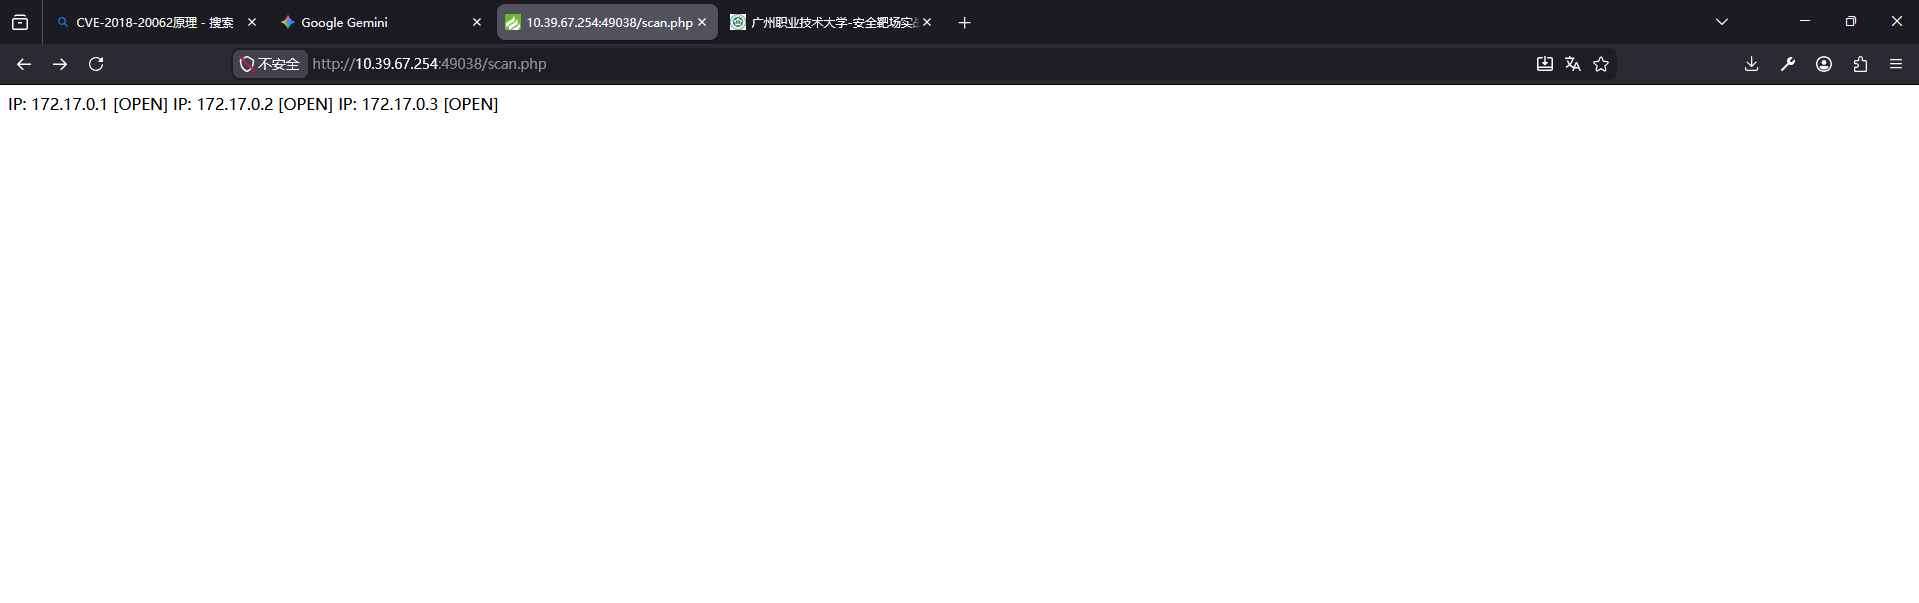 CVE-2018-20062原理 - 搜索
Google Gemini
10.39.67.254:49038/scan.php
广州职业技术大学-安全靶场实
不安全 http://10.39.67.254:49038/scan.php
IP: 172.17.0.1 [OPEN] IP: 172.17.0.2 [OPEN] IP: 172.17.0.3 [OPEN]